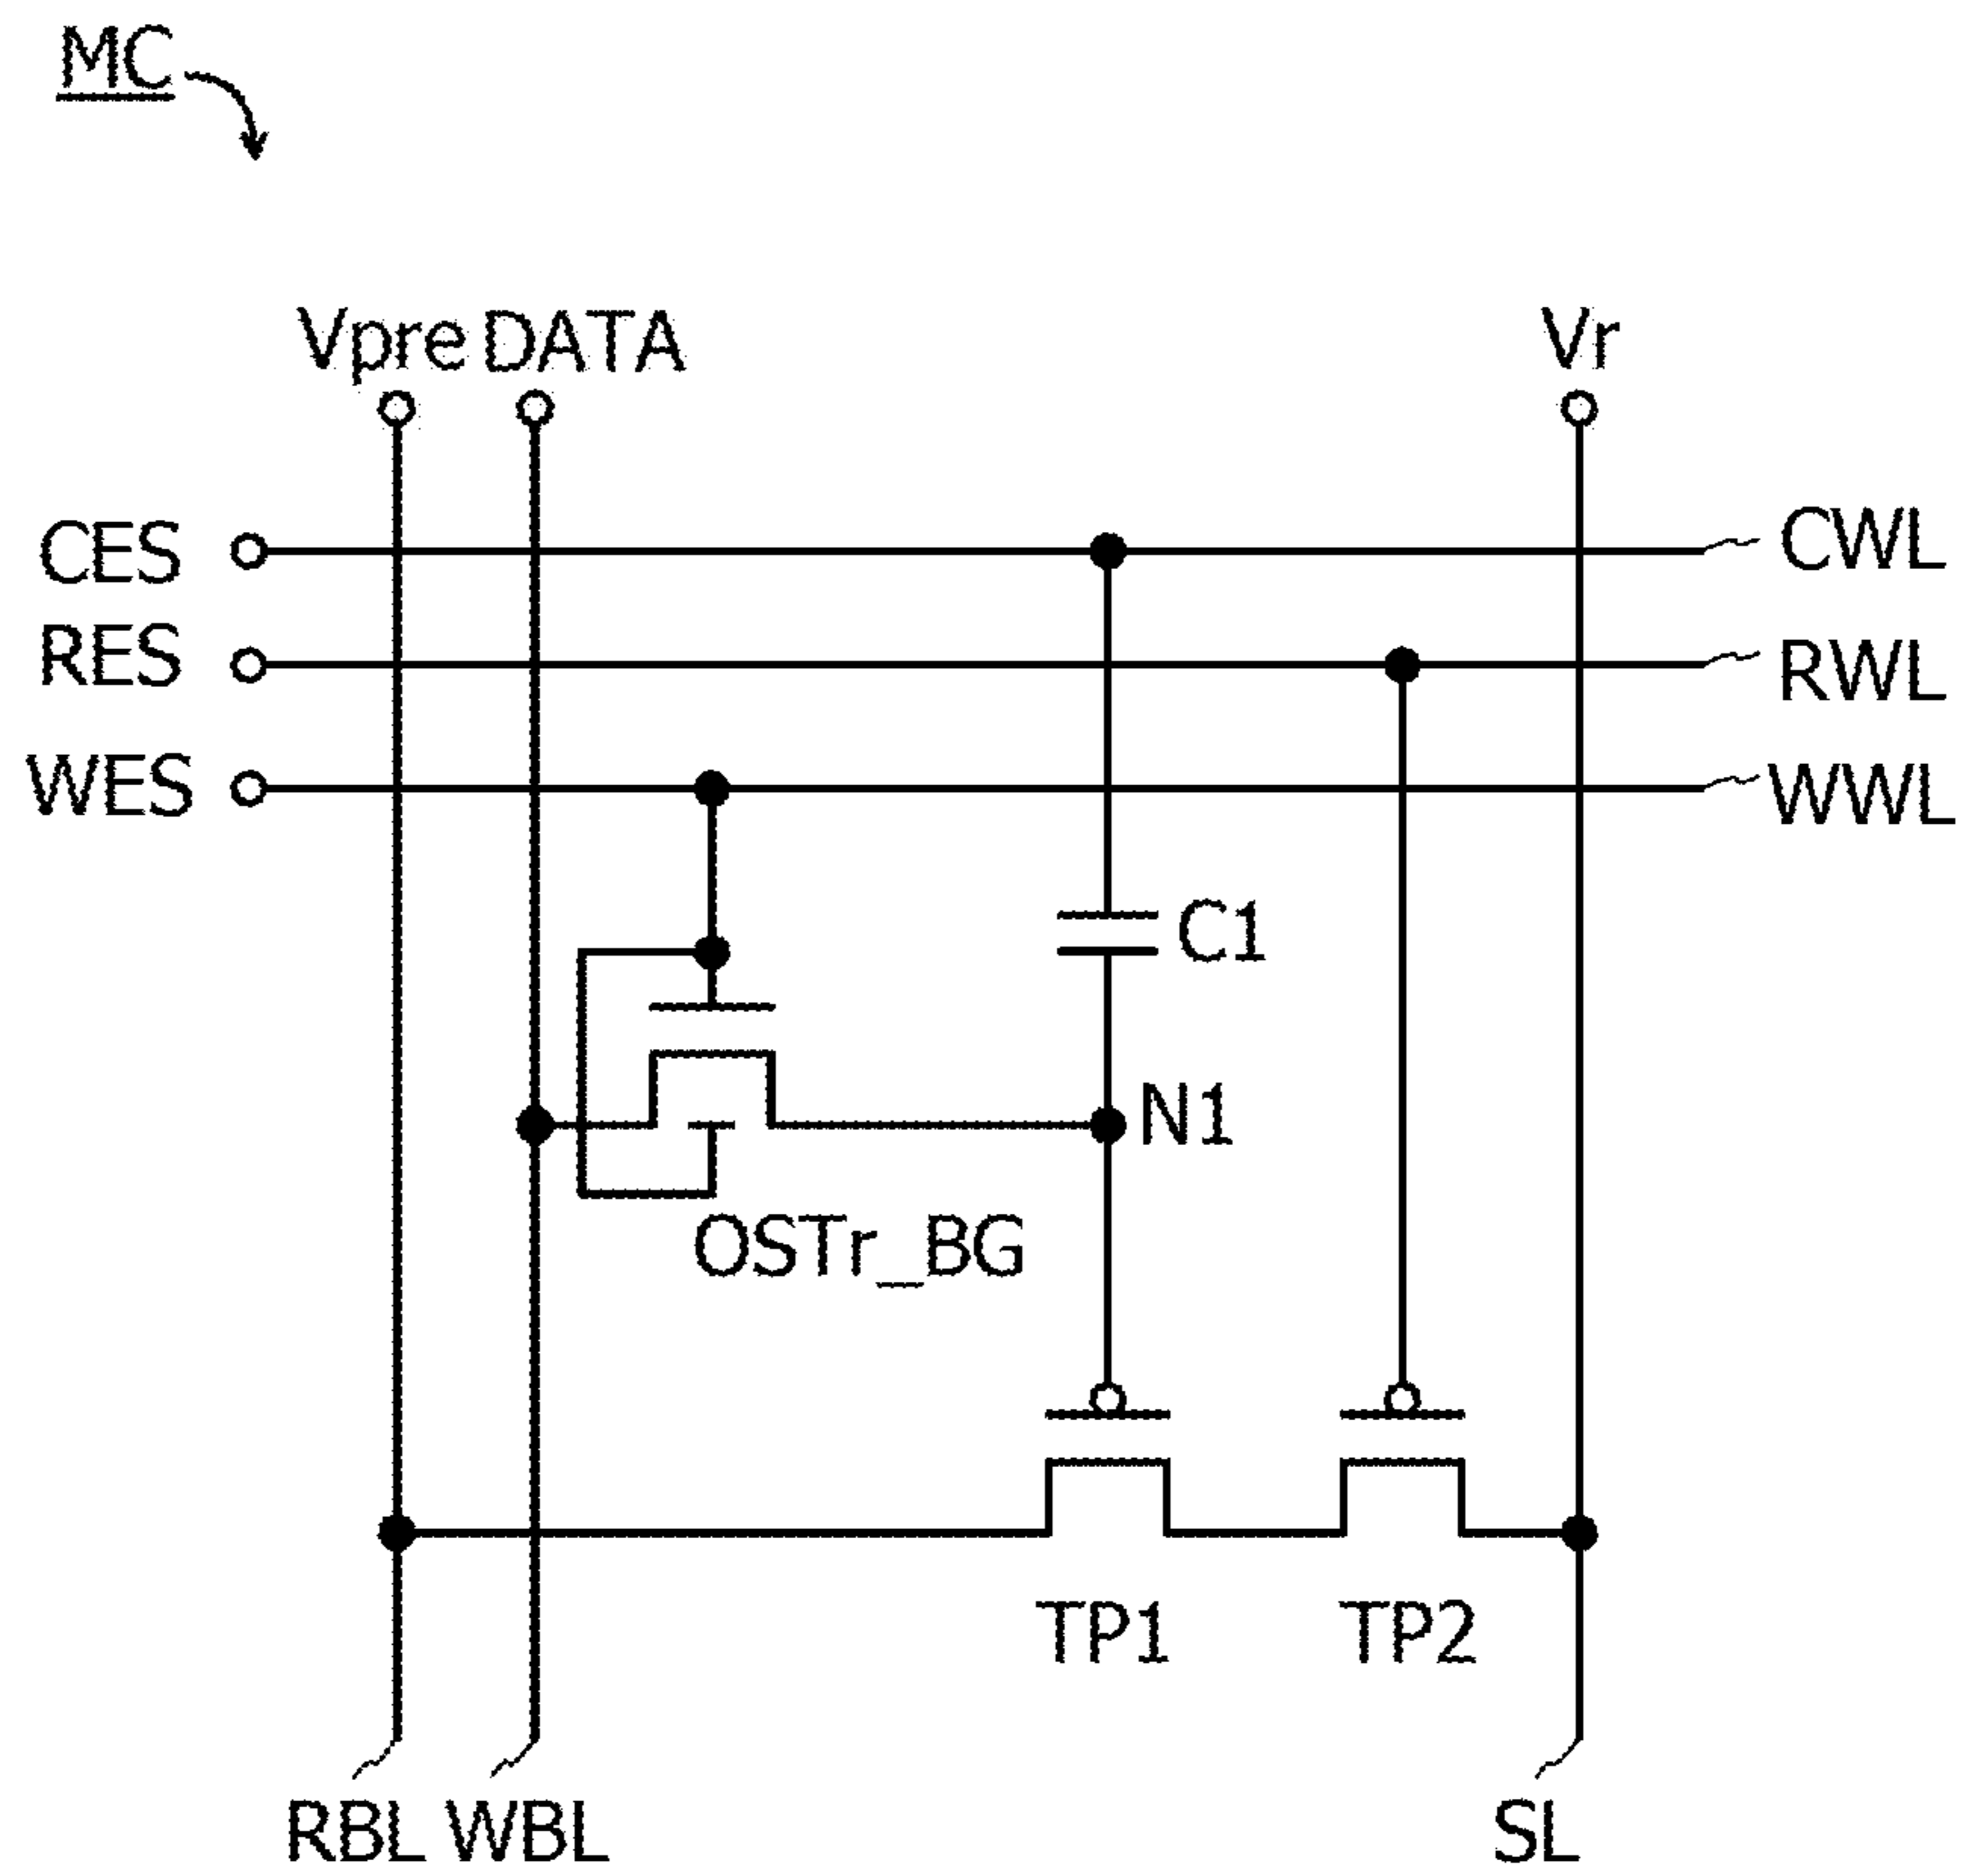 MC
Vpre DATA Vr
CES CWL
RES RWL
WES WWL
C1
N1
OSTr_BG
TP1 TP2
RBL WBL SL